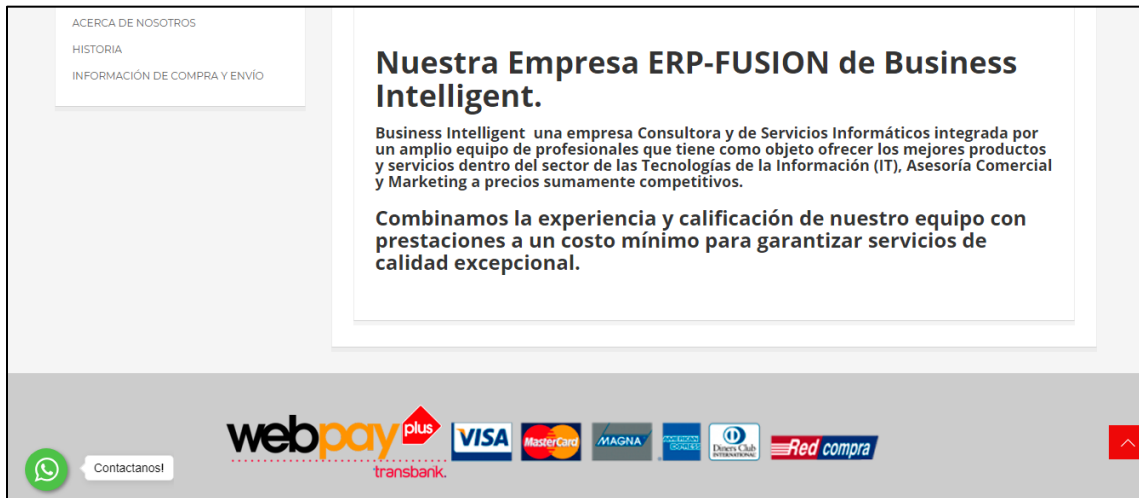 ACERCA DE NOSOTROS
HISTORIA
INFORMACIÓN DE COMPRA Y ENVÍO
Nuestra Empresa ERP-FUSION de Business
Intelligent.
Business Intelligent una empresa Consultora y de Servicios Informáticos integrada por
un amplio equipo de profesionales que tiene como objeto ofrecer los mejores productos
y servicios dentro del sector de las Tecnologías de la Información (IT), Asesoría Comercial
y Marketing a precios sumamente competitivos.
Combinamos la experiencia y calificación de nuestro equipo con
prestaciones a un costo mínimo para garantizar servicios de
calidad excepcional.
webpay plus
transbank.
VISA
MasterCard
MAGNA
AMERICAN
EXPRESS
Diners Club
INTERNATIONAL
Red compra
Contactanos!